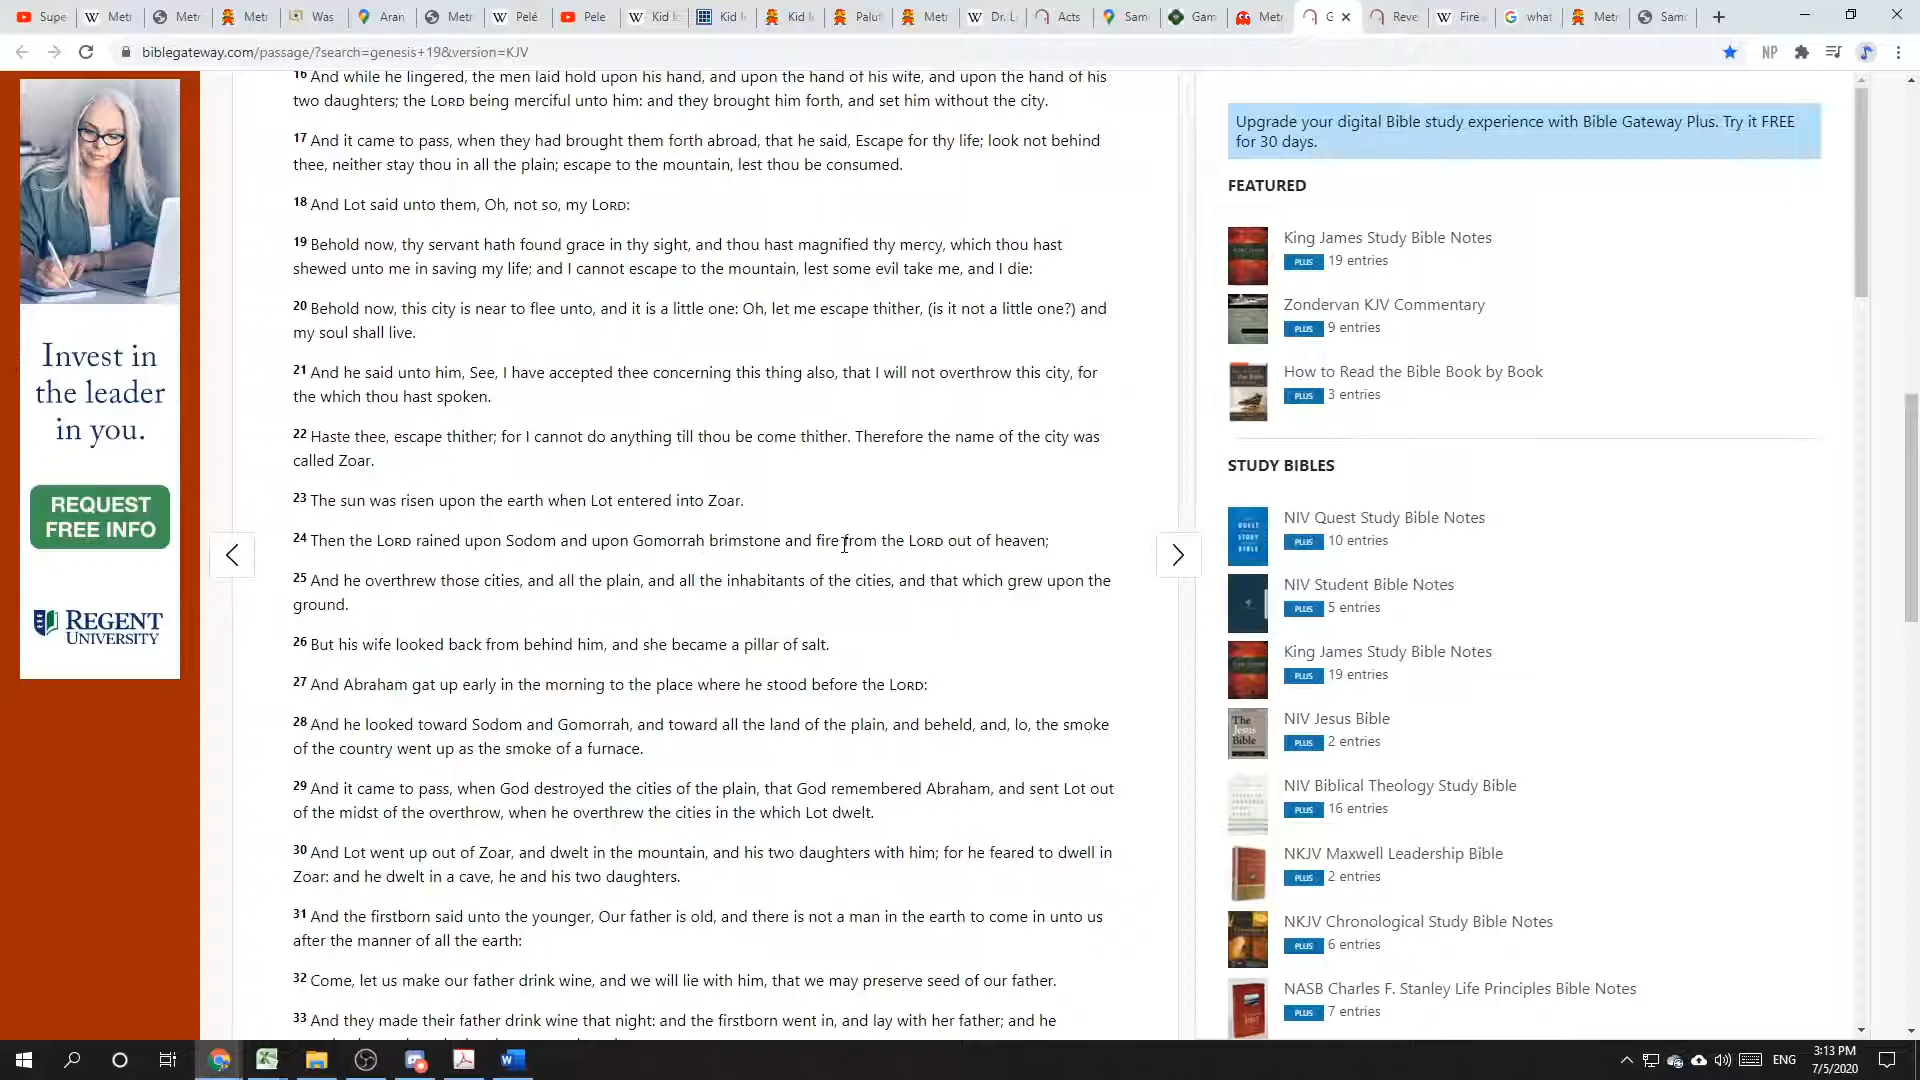 Supe
Metr
Metr
Metr
Was
Aran
Metr
Pelé
Pele
Kid Ic
Kid I
Kid I
Palut
Metr
Dr. L
Acts
Sam
Gam
Metr
G
Reve
Fire
what
Metr
Samc
biblegateway.com/passage/?search=genesis+19&version=KJV
NP
16 And while he lingered, the men laid hold upon his hand, and upon the hand of his wife, and upon the hand of his
two daughters; the LORD being merciful unto him: and they brought him forth, and set him without the city.
17 And it came to pass, when they had brought them forth abroad, that he said, Escape for thy life; look not behind
thee, neither stay thou in all the plain; escape to the mountain, lest thou be consumed.
18 And Lot said unto them, Oh, not so, my LORD:
19 Behold now, thy servant hath found grace in thy sight, and thou hast magnified thy mercy, which thou hast
shewed unto me in saving my life; and I cannot escape to the mountain, lest some evil take me, and I die:
20 Behold now, this city is near to flee unto, and it is a little one: Oh, let me escape thither, (is it not a little one?) and
my soul shall live.
21 And he said unto him, See, I have accepted thee concerning this thing also, that I will not overthrow this city, for
the which thou hast spoken.
22 Haste thee, escape thither; for I cannot do anything till thou be come thither. Therefore the name of the city was
called Zoar.
23 The sun was risen upon the earth when Lot entered into Zoar.
24 Then the LORD rained upon Sodom and upon Gomorrah brimstone and fire from the LORD out of heaven;
25 And he overthrew those cities, and all the plain, and all the inhabitants of the cities, and that which grew upon the
ground.
26 But his wife looked back from behind him, and she became a pillar of salt.
27 And Abraham gat up early in the morning to the place where he stood before the LORD:
28 And he looked toward Sodom and Gomorrah, and toward all the land of the plain, and beheld, and, lo, the smoke
of the country went up as the smoke of a furnace.
29 And it came to pass, when God destroyed the cities of the plain, that God remembered Abraham, and sent Lot out
of the midst of the overthrow, when he overthrew the cities in the which Lot dwelt.
30 And Lot went up out of Zoar, and dwelt in the mountain, and his two daughters with him; for he feared to dwell in
Zoar: and he dwelt in a cave, he and his two daughters.
31 And the firstborn said unto the younger, Our father is old, and there is not a man in the earth to come in unto us
after the manner of all the earth:
32 Come, let us make our father drink wine, and we will lie with him, that we may preserve seed of our father.
33 And they made their father drink wine that night: and the firstborn went in, and lay with her father; and he
Invest in
the leader
in you.
REQUEST
FREE INFO
REGENT
UNIVERSITY
Upgrade your digital Bible study experience with Bible Gateway Plus. Try it FREE
for 30 days.
FEATURED
King James Study Bible Notes
PLUS 19 entries
Zondervan KJV Commentary
PLUS 9 entries
How to Read the Bible Book by Book
PLUS 3 entries
STUDY BIBLES
NIV Quest Study Bible Notes
PLUS 10 entries
NIV Student Bible Notes
PLUS 5 entries
King James Study Bible Notes
PLUS 19 entries
The
Jesus
Bible
NIV Jesus Bible
PLUS 2 entries
NIV Biblical Theology Study Bible
PLUS 16 entries
NKJV Maxwell Leadership Bible
PLUS 2 entries
NKJV Chronological Study Bible Notes
PLUS 6 entries
NASB Charles F. Stanley Life Principles Bible Notes
PLUS 7 entries
ENG
3:13 PM
7/5/2020